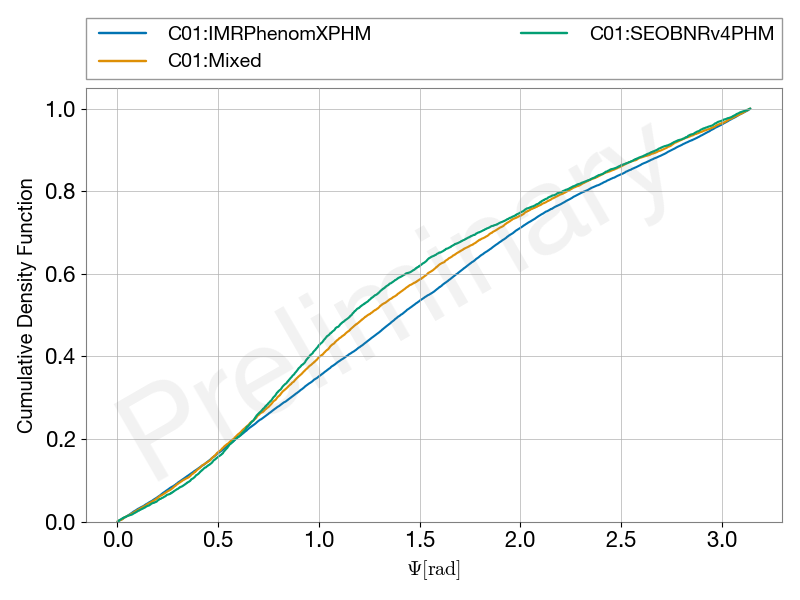 C01:IMRPhenomXPHM
C01:Mixed
C01:SEOBNRv4PHM
1.0
0.8
0.6
0.4
0.2
0.0
Cumulative Density Function
Preliminary
0.0 0.5 1.0 1.5 2.0 2.5 3.0
Ψ[rad]